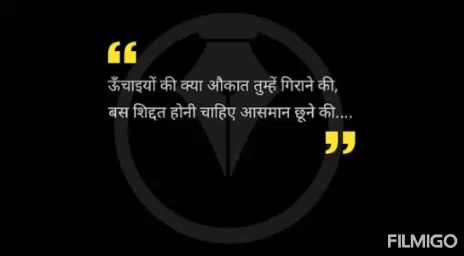 ❝
ऊँचाइयों की क्या औकात तुम्हें गिराने की,
बस शिद्दत होनी चाहिए आसमान छूने की....
❞
FILMIGO